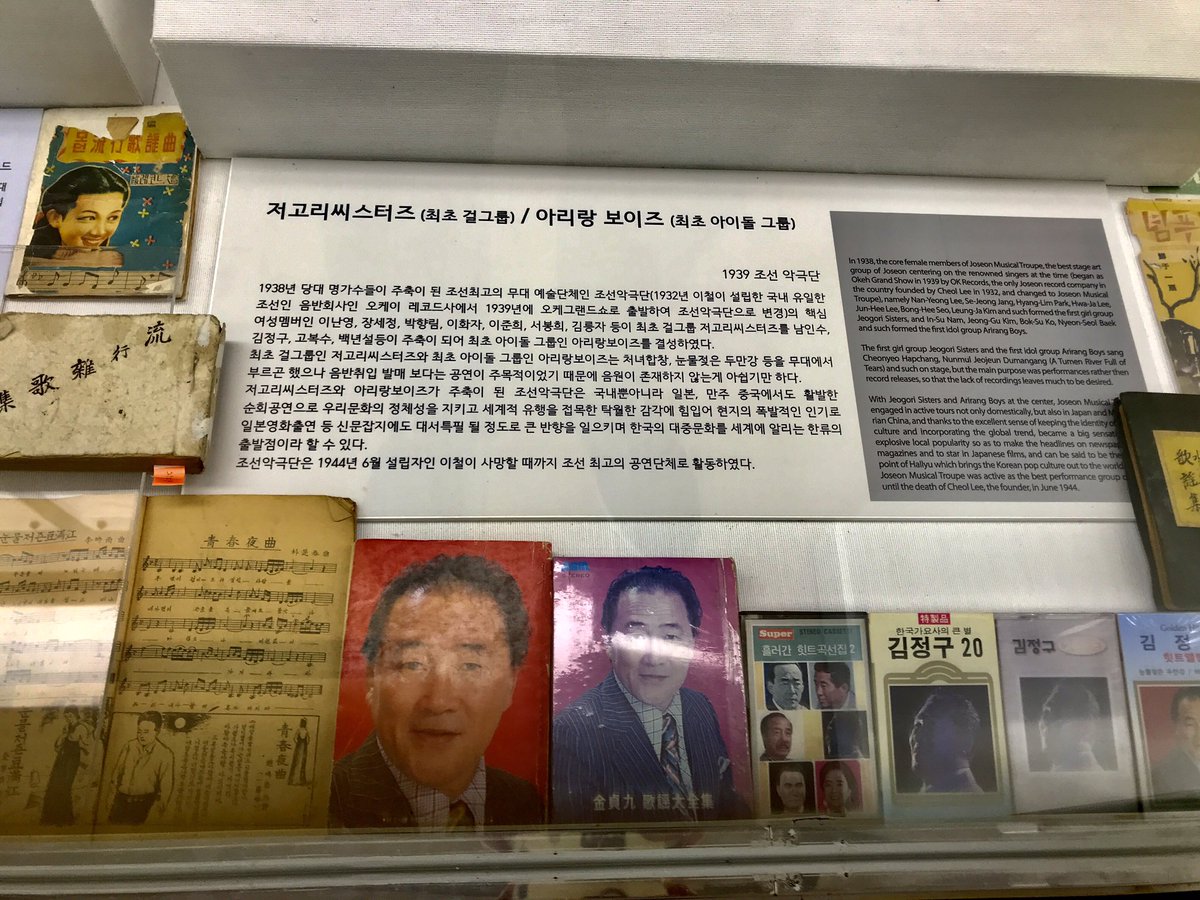 流行歌謠曲
流
行
雜
歌
集
저고리씨스터즈 (최초 걸그룹) / 아리랑 보이즈 (최초 아이돌 그룹)
1939 조선 악극단
1938년 당대 명가수들이 주축이 된 조선최고의 무대 예술단체인 조선악극단(1932년 이철이 설립한 국내 유일한
조선인 음반회사인 오케이 레코드사에서 1939년에 오케그랜드쇼로 출발하여 조선악극단으로 변경)의 핵심
여성멤버인 이난영, 장세정, 박향림, 이화자, 이준희, 서봉희, 김릉자 등이 최초 걸그룹 저고리씨스터즈를 남인수,
김정구, 고복수, 백년설등이 주축이 되어 최초 아이돌 그룹인 아리랑보이즈를 결성하였다.
최초 걸그룹인 저고리씨스터즈와 최초 아이돌 그룹인 아리랑보이즈는 처녀합창, 눈물젖은 두만강 등을 무대에서
부르곤 했으나 음반취입 발매 보다는 공연이 주목적이었기 때문에 음원이 존재하지 않는게 아쉽기만 하다.
저고리씨스터즈와 아리랑보이즈가 주축이 된 조선악극단은 국내뿐아니라 일본, 만주 중국에서도 활발한
순회공연으로 우리문화의 정체성을 지키고 세계적 유행을 접목한 탁월한 감각에 힘입어 현지의 폭발적인 인기로
일본영화출연 등 신문잡지에도 대서특필 될 정도로 큰 반향을 일으키며 한국의 대중문화를 세계에 알리는 한류의
출발점이라 할 수 있다.
조선악극단은 1944년 6월 설립자인 이철이 사망할 때까지 조선 최고의 공연단체로 활동하였다.
In 1938, the core female members of Joseon Musical Troupe, the best stage art
group of Joseon centering on the renowned singers at the time (began as
Okeh Grand Show in 1939 by OK Records, the only Joseon record company in
the country founded by Cheol Lee in 1932, and changed to Joseon Musical
Troupe), namely Nan-Yeong Lee, Se-Jeong Jang, Hyang-Lim Park, Hwa-Ja Lee,
Jun-Hee Lee, Bong-Hee Seo, Leung-Ja Kim and such formed the first girl group
Jeogori Sisters, and In-Su Nam, Jeong-Gu Kim, Bok-Su Ko, Nyeon-Seol Baek
and such formed the first idol group Arirang Boys.
The first girl group Jeogori Sisters and the first idol group Arirang Boys sang
Cheonyeo Hapchang, Nunmul Jeojeun Dumangang (A Tumen River Full of
Tears) and such on stage, but the main purpose was performances rather then
record releases, so that the lack of recordings leaves much to be desired.
With Jeogori Sisters and Arirang Boys at the center, Joseon Musical
engaged in active tours not only domestically, but also in Japan and
rian China, and thanks to the excellent sense of keeping the identity of
culture and incorporating the global trend, became a big
explosive local popularity so as to make the headlines on
magazines and to star in Japanese films, and can be said to be the
point of Hallyu which brings the Korean pop culture out to the world
Joseon Musical Troupe was active as the best performance group
until the death of Cheol Lee, the founder, in June 1944.
青春夜曲
青春夜曲
STEREO
金貞九 歌謠大全集
Super STEREO CASSETTE
흘러간 힛트곡선집 2
特製品
한국가요사의 큰 별
김정구 20
김정구
Golden
김 정
힛트앨